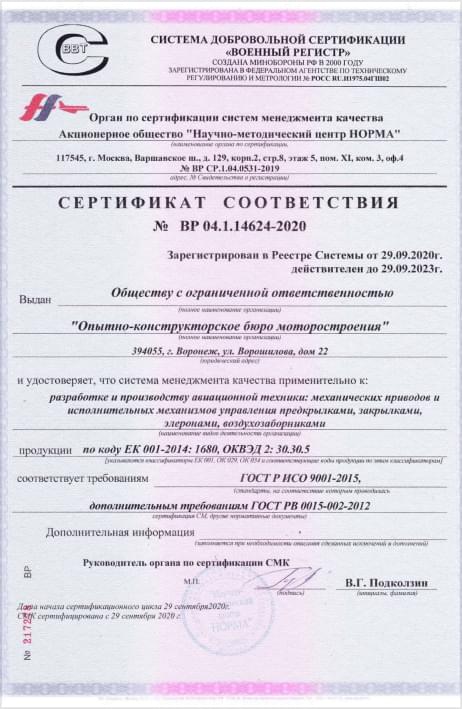 СИСТЕМА ДОБРОВОЛЬНОЙ СЕРТИФИКАЦИИ
«ВОЕННЫЙ РЕГИСТР»
СОЗДАНА МИНОБОРОНЫ РФ В 2000 ГОДУ
ЗАРЕГИСТРИРОВАНА В ФЕДЕРАЛЬНОМ АГЕНТСТВЕ ПО ТЕХНИЧЕСКОМУ
РЕГУЛИРОВАНИЮ И МЕТРОЛОГИИ № РОСС RU.И1975.04ГШ02
ВВТ
Орган по сертификации систем менеджмента качества
Акционерное общество "Научно-методический центр НОРМА"
(наименование органа по сертификации,
117545, г. Москва, Варшавское ш., д. 129, корп.2, стр.8, этаж 5, пом. XI, ком. 3, оф.4
№ ВР СР.1.04.0531-2019
адрес, № Свидетельства о регистрации)
СЕРТИФИКАТ СООТВЕТСТВИЯ
№ ВР 04.1.14624-2020
Зарегистрирован в Реестре Системы от 29.09.2020г.
действителен до 29.09.2023г.
Выдан Обществу с ограниченной ответственностью
(полное наименование организации)
"Опытно-конструкторское бюро моторостроения"
(полное наименование организации)
394055, г. Воронеж, ул. Ворошилова, дом 22
(юридический адрес)
и удостоверяет, что система менеджмента качества применительно к:
разработке и производству авиационной техники: механических приводов и
исполнительных механизмов управления предкрылками, закрылками,
элеронами, воздухозаборниками
(наименование видов деятельности организации)
продукции по коду ЕК 001-2014: 1680, ОКВЭД 2: 30.30.5
[указываются классификаторы ЕК 001, ОК 029, ОК 034 и соответствующие коды продукции по этим классификаторам]
соответствует требованиям ГОСТ Р ИСО 9001-2015,
(стандарты, на соответствие которым проводилась
дополнительным требованиям ГОСТ РВ 0015-002-2012
сертификация СМ, другие нормативные документы)
Дополнительная информация
(заполняется при необходимости описания сделанных исключений и дополнений)
Руководитель органа по сертификации СМК
М.П.
В.Г. Подколзин
(подпись) (инициалы, фамилия)
Дата начала сертификационного цикла 29 сентября 2020г.
СМК сертифицирована с 29 сентября 2020 г.
"Научно-
НОРМА"
ВР
№